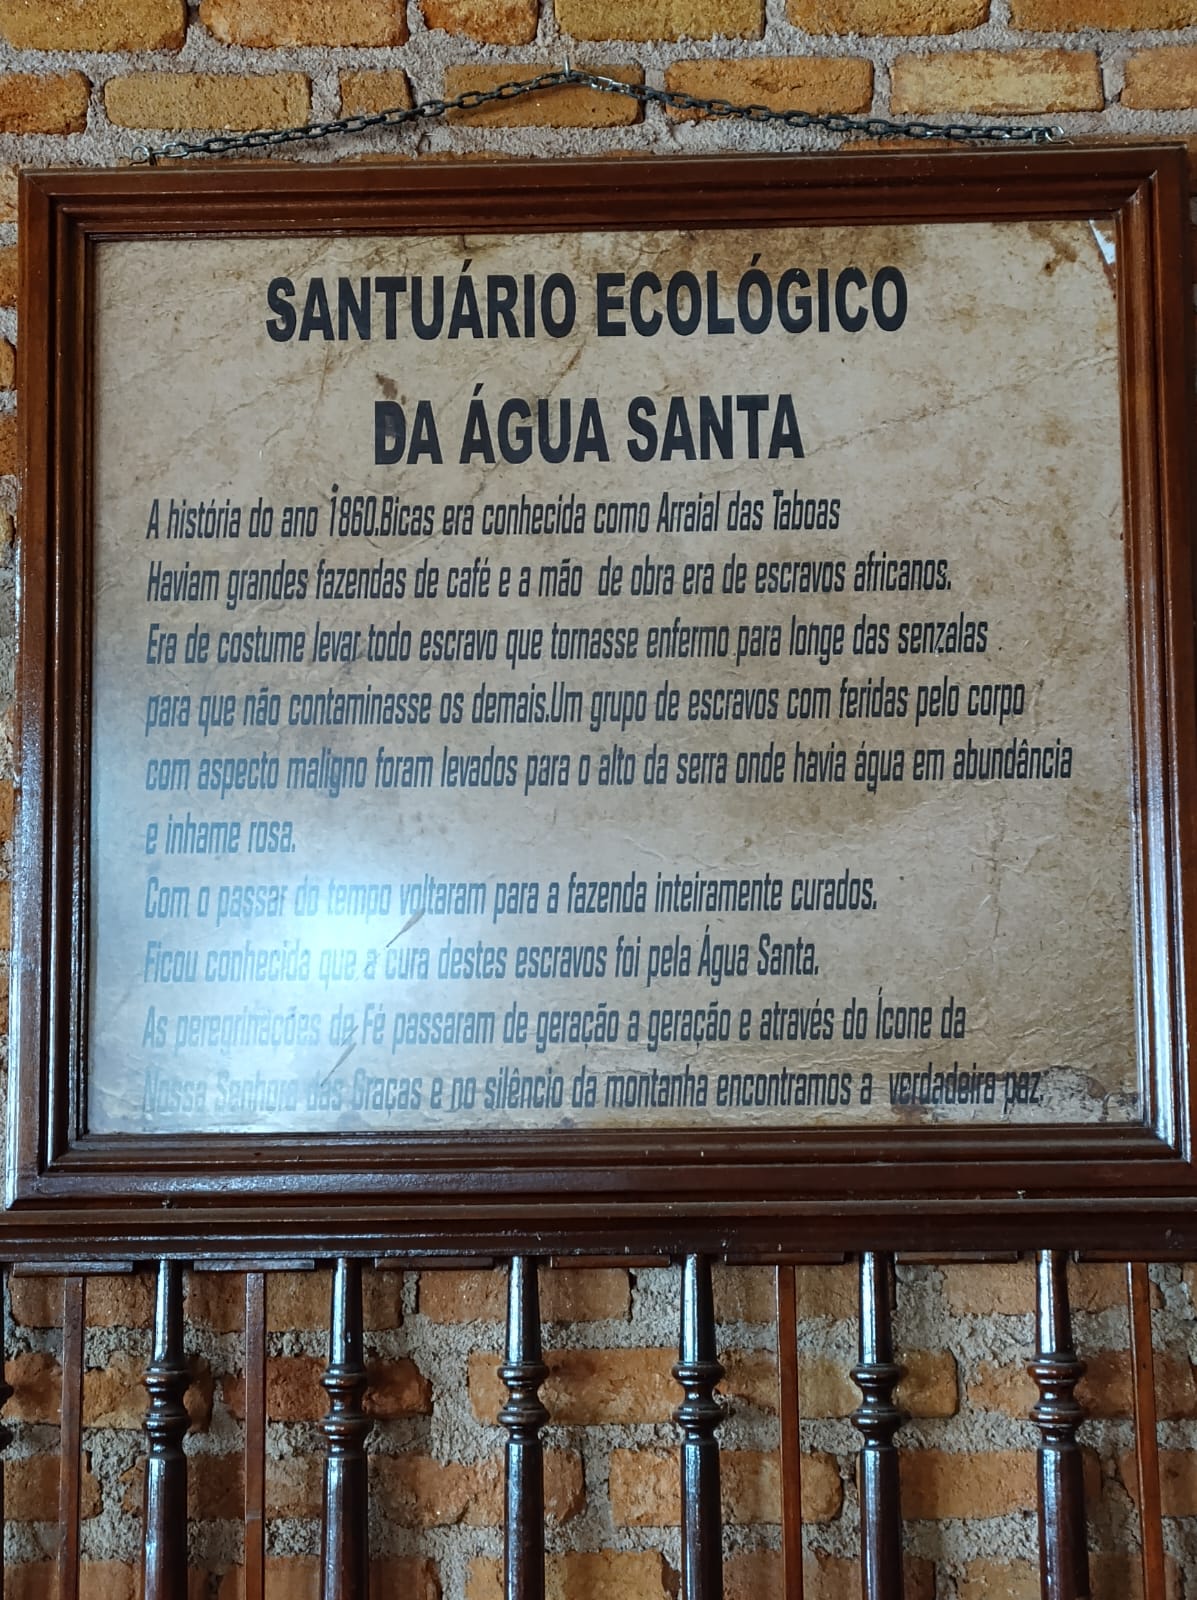 SANTUÁRIO ECOLÓGICO
DA ÁGUA SANTA
A história do ano 1860.Bicas era conhecida como Arraial das Taboas
Haviam grandes fazendas de café e a mão de obra era de escravos africanos.
Era de costume levar todo escravo que tornasse enfermo para longe das senzalas
para que não contaminasse os demais.Um grupo de escravos com feridas pelo corpo
com aspecto maligno foram levados para o alto da serra onde havia água em abundância
e inhame rosa.
Com o passar do tempo voltaram para a fazenda inteiramente curados.
Ficou conhecida que a cura destes escravos foi pela Água Santa.
As peregrinações de Fé passaram de geração a geração e através do Ícone da
Nossa Senhora das Graças e no silêncio da montanha encontramos a verdadeira paz.